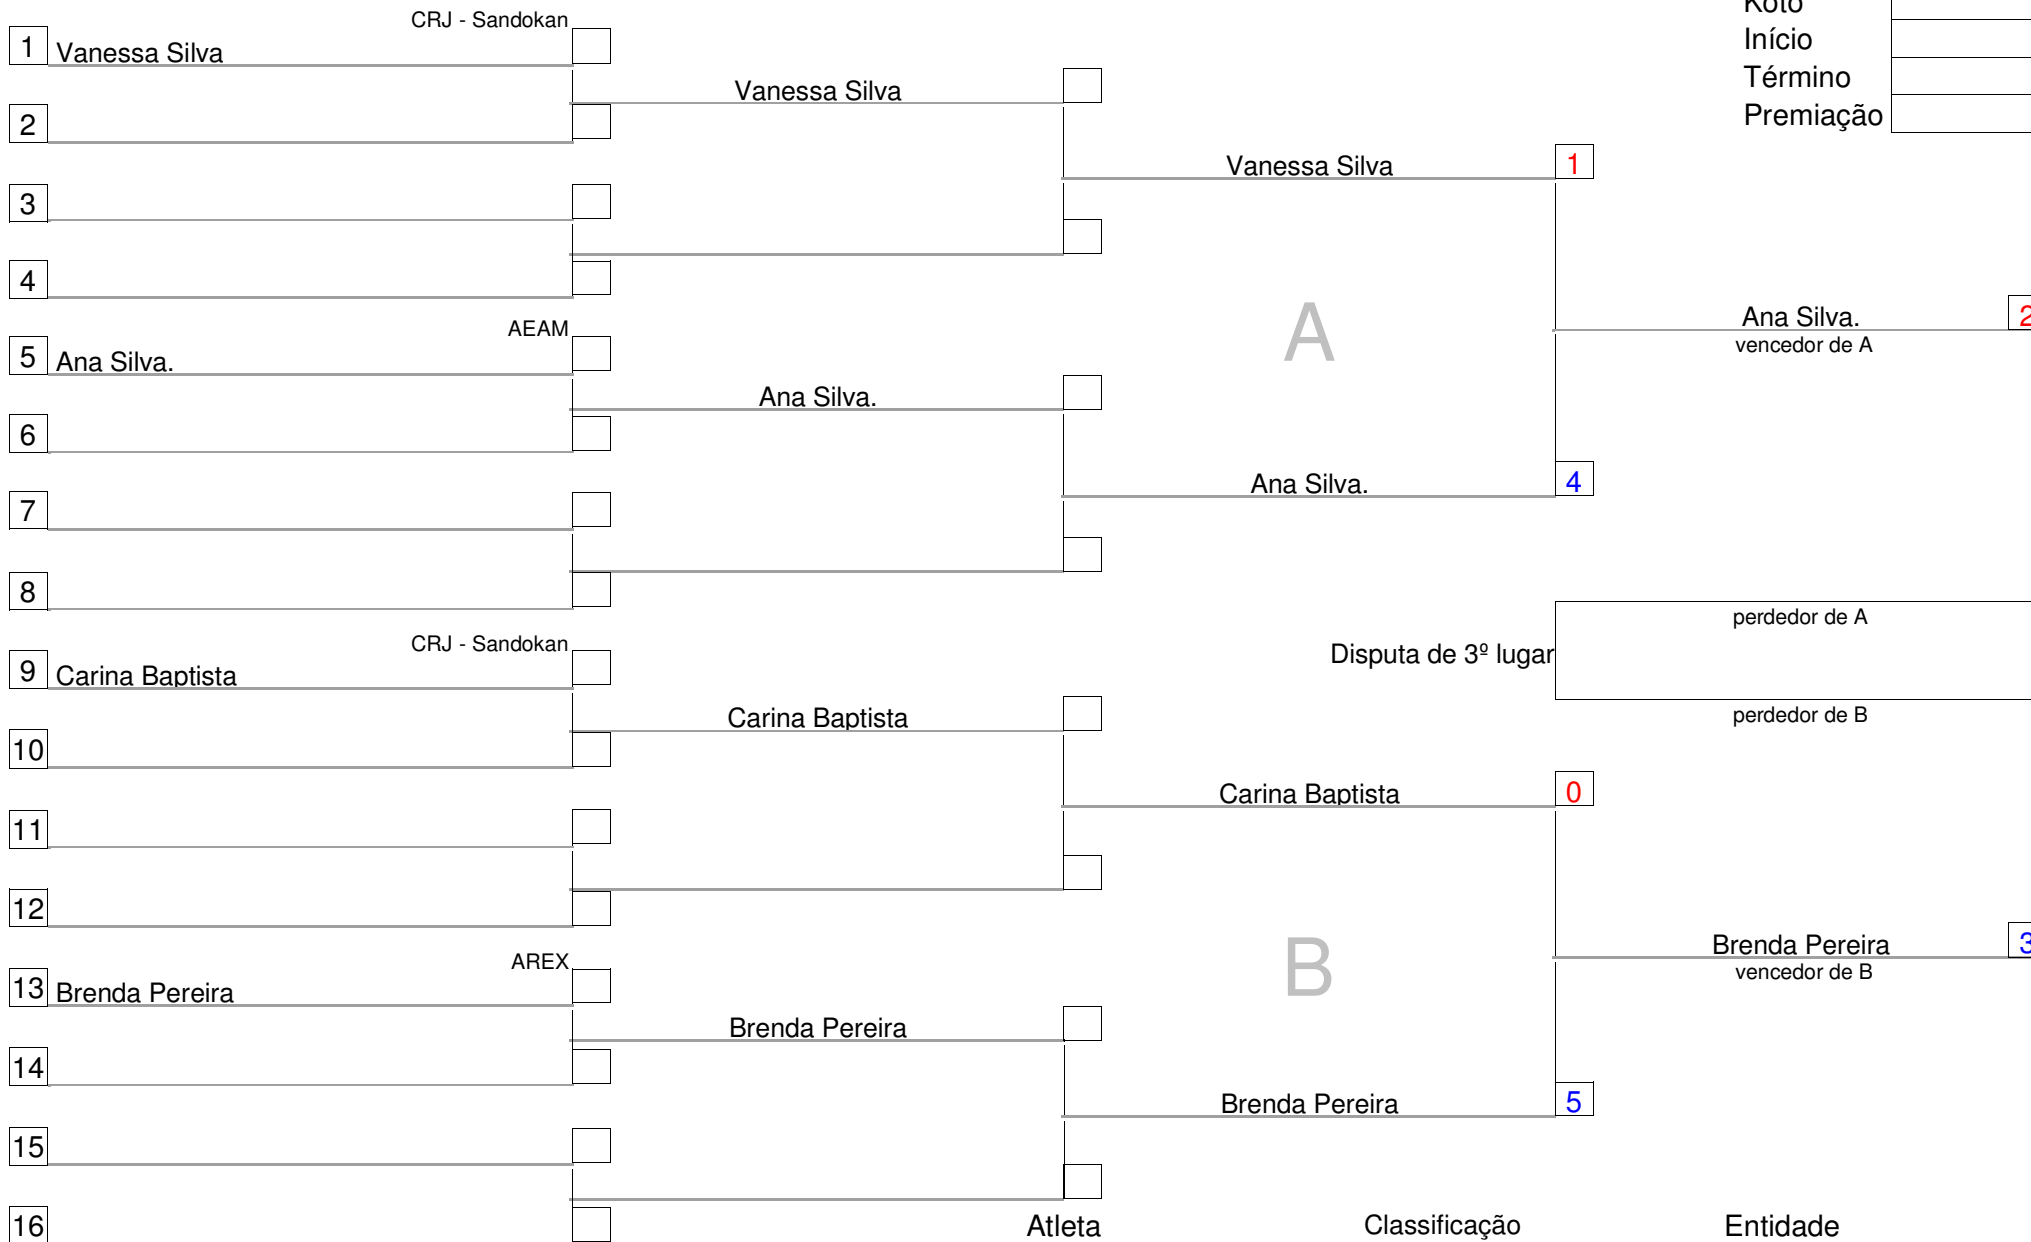 CRJ - Sandokan
1 Vanessa Silva
2
3
4
AEAM
5 Ana Silva.
6
7
8
CRJ - Sandokan
9 Carina Baptista
10
11
12
AREX
13 Brenda Pereira
14
15
16
Vanessa Silva
Ana Silva.
Carina Baptista
Brenda Pereira
Vanessa Silva 1
A
Ana Silva. 4
Carina Baptista 0
B
Brenda Pereira 5
Koto
Início
Término
Premiação
Ana Silva. 2
vencedor de A
perdedor de A
Disputa de 3º lugar
perdedor de B
Brenda Pereira 3
vencedor de B
Atleta Classificação Entidade